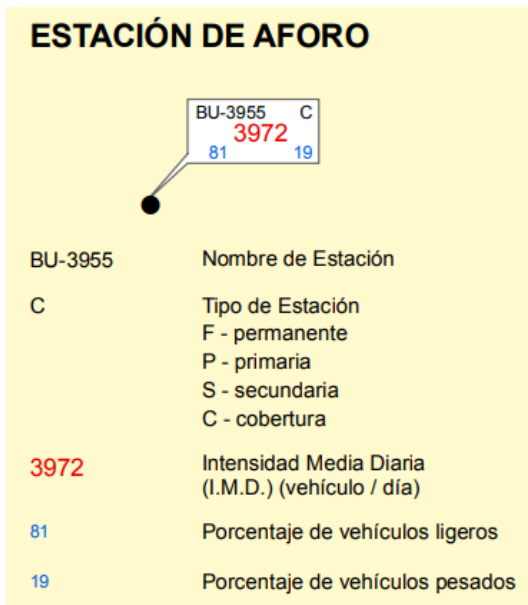 ESTACIÓN DE AFORO
BU-3955 C
3972
81 19
BU-3955 Nombre de Estación
C Tipo de Estación
F - permanente
P - primaria
S - secundaria
C - cobertura
3972 Intensidad Media Diaria
(I.M.D.) (vehículo / día)
81 Porcentaje de vehículos ligeros
19 Porcentaje de vehículos pesados